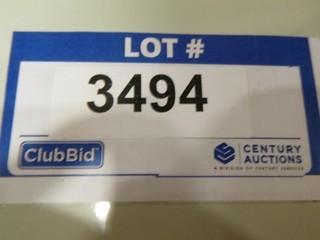 LOT #
3494
ClubBid
CENTURY
AUCTIONS
A DIVISION OF CENTURY SERVICES